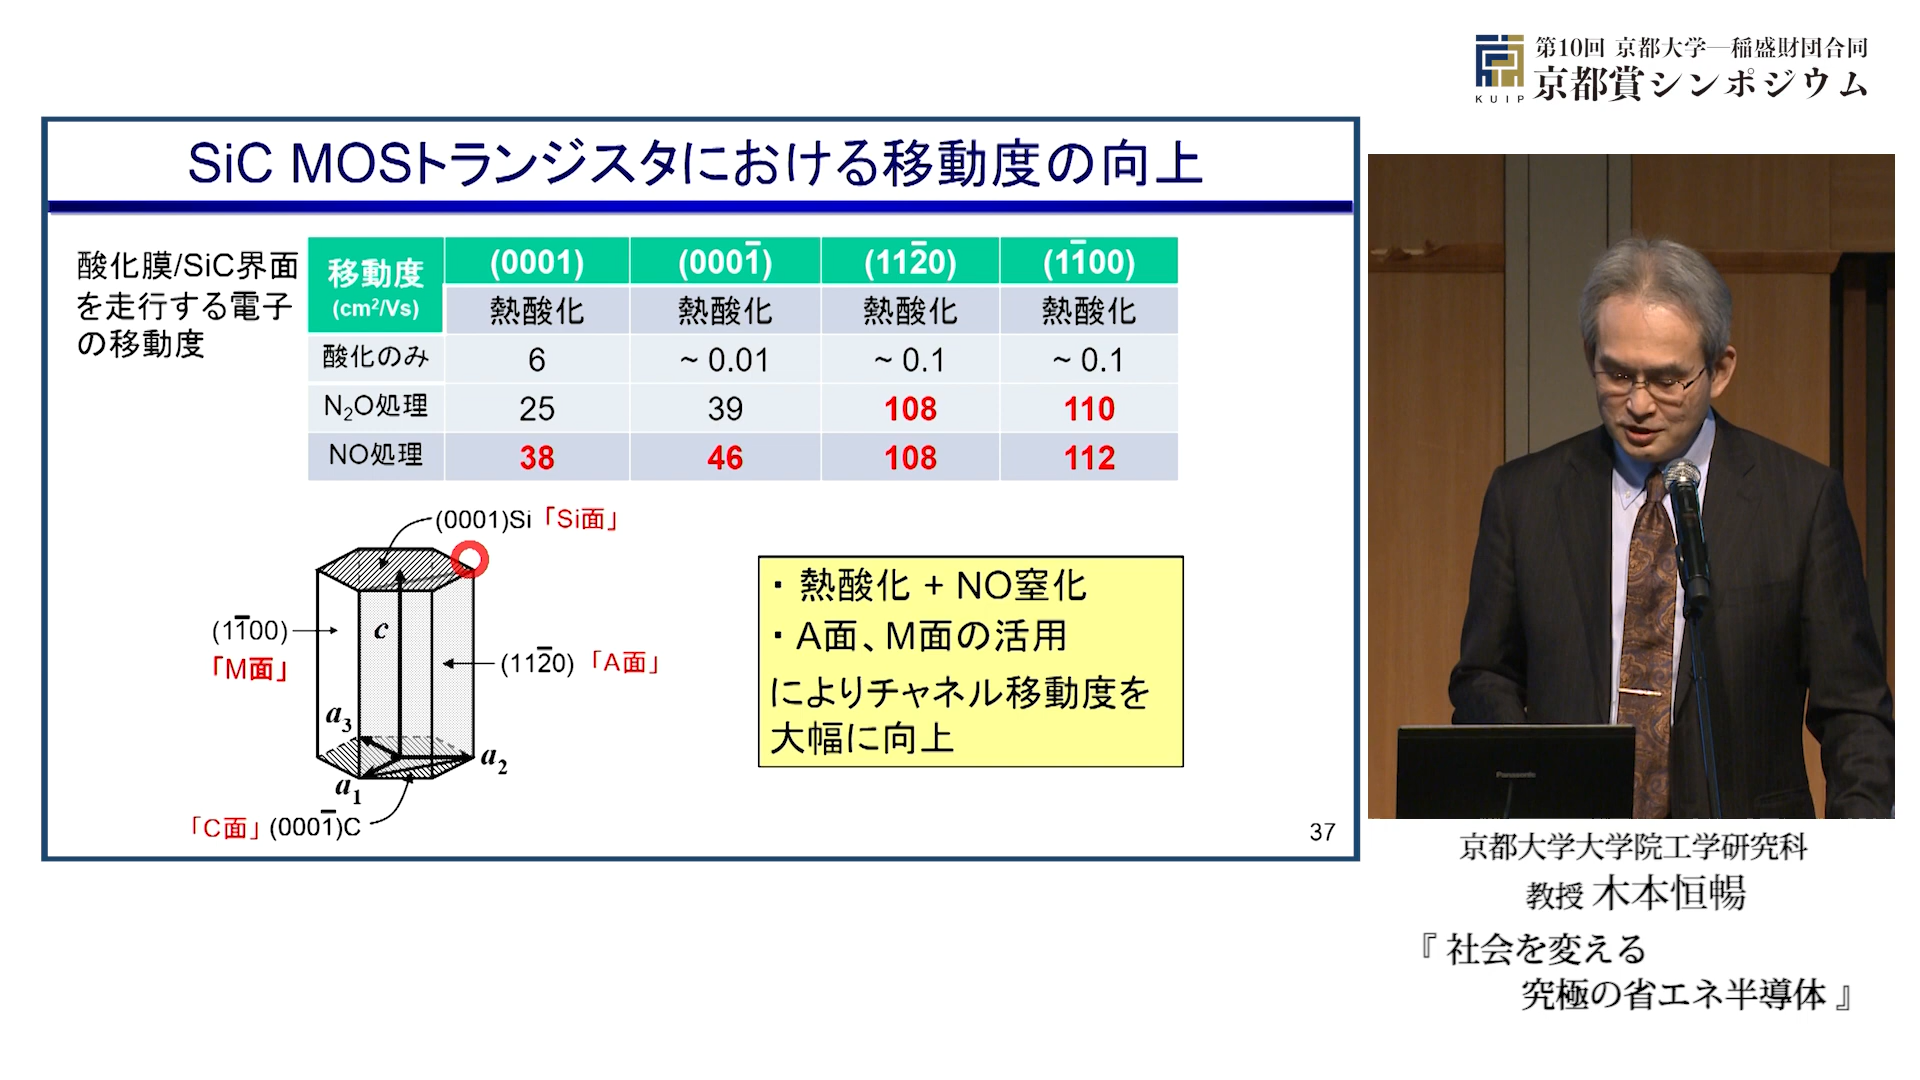 第10回 京都大学―稲盛財団合同
京都賞シンポジウム
KUIP
SiC MOSトランジスタにおける移動度の向上
酸化膜/SiC界面
を走行する電子
の移動度
移動度 (cm²/Vs) (0001) (0001̅) (112̅0) (11̅00)
熱酸化 熱酸化 熱酸化 熱酸化
酸化のみ 6 ~ 0.01 ~ 0.1 ~ 0.1
N₂O処理 25 39 108 110
NO処理 38 46 108 112
(0001)Si「Si面」
(11̅00)
「M面」
c
(112̅0)「A面」
a₃
a₂
a₁
「C面」(0001̅)C
・ 熱酸化 + NO窒化
・ A面、M面の活用
によりチャネル移動度を
大幅に向上
37
Panasonic
京都大学大学院工学研究科
教授 木本恒暢
『 社会を変える
究極の省エネ半導体 』